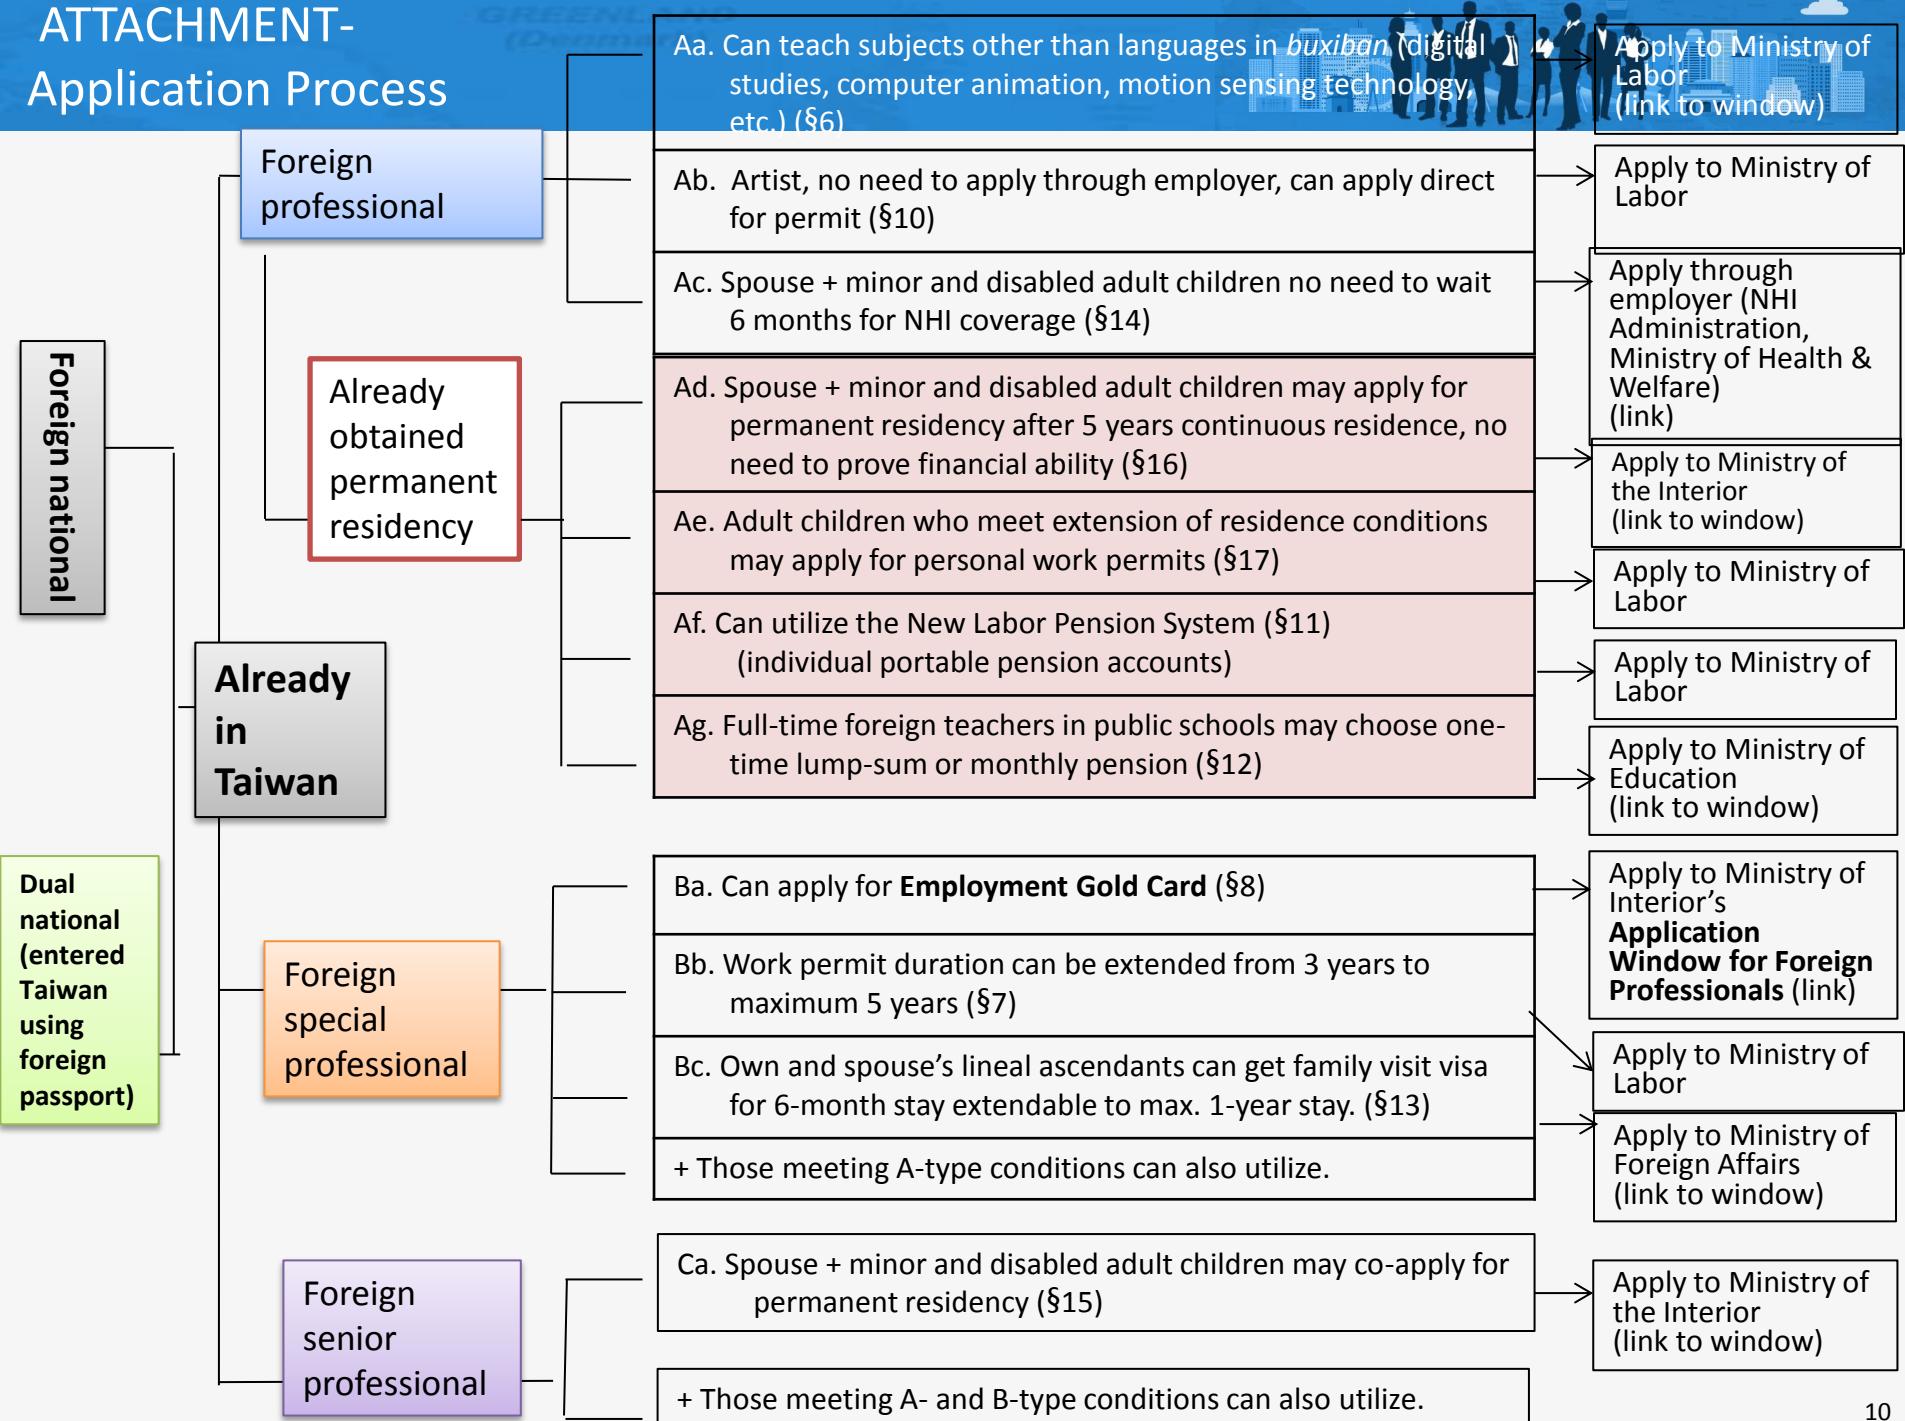 ATTACHMENT-
Application Process
GREENLAND
(Denmark)
Foreign national
Dual
national
(entered
Taiwan
using
foreign
passport)
Already
in
Taiwan
Foreign
professional
Aa. Can teach subjects other than languages in buxiban (digital
studies, computer animation, motion sensing technology,
etc.) (§6)
Apply to Ministry of
Labor
(link to window)
Ab. Artist, no need to apply through employer, can apply direct
for permit (§10)
Apply to Ministry of
Labor
Ac. Spouse + minor and disabled adult children no need to wait
6 months for NHI coverage (§14)
Apply through
employer (NHI
Administration,
Ministry of Health &
Welfare)
(link)
Already
obtained
permanent
residency
Ad. Spouse + minor and disabled adult children may apply for
permanent residency after 5 years continuous residence, no
need to prove financial ability (§16)
Apply to Ministry of
the Interior
(link to window)
Ae. Adult children who meet extension of residence conditions
may apply for personal work permits (§17)
Apply to Ministry of
Labor
Af. Can utilize the New Labor Pension System (§11)
(individual portable pension accounts)
Apply to Ministry of
Labor
Ag. Full-time foreign teachers in public schools may choose one-
time lump-sum or monthly pension (§12)
Apply to Ministry of
Education
(link to window)
Foreign
special
professional
Ba. Can apply for Employment Gold Card (§8)
Apply to Ministry of
Interior’s
Application
Window for Foreign
Professionals (link)
Bb. Work permit duration can be extended from 3 years to
maximum 5 years (§7)
Apply to Ministry of
Labor
Bc. Own and spouse’s lineal ascendants can get family visit visa
for 6-month stay extendable to max. 1-year stay. (§13)
Apply to Ministry of
Foreign Affairs
(link to window)
+ Those meeting A-type conditions can also utilize.
Foreign
senior
professional
Ca. Spouse + minor and disabled adult children may co-apply for
permanent residency (§15)
Apply to Ministry of
the Interior
(link to window)
+ Those meeting A- and B-type conditions can also utilize.
10